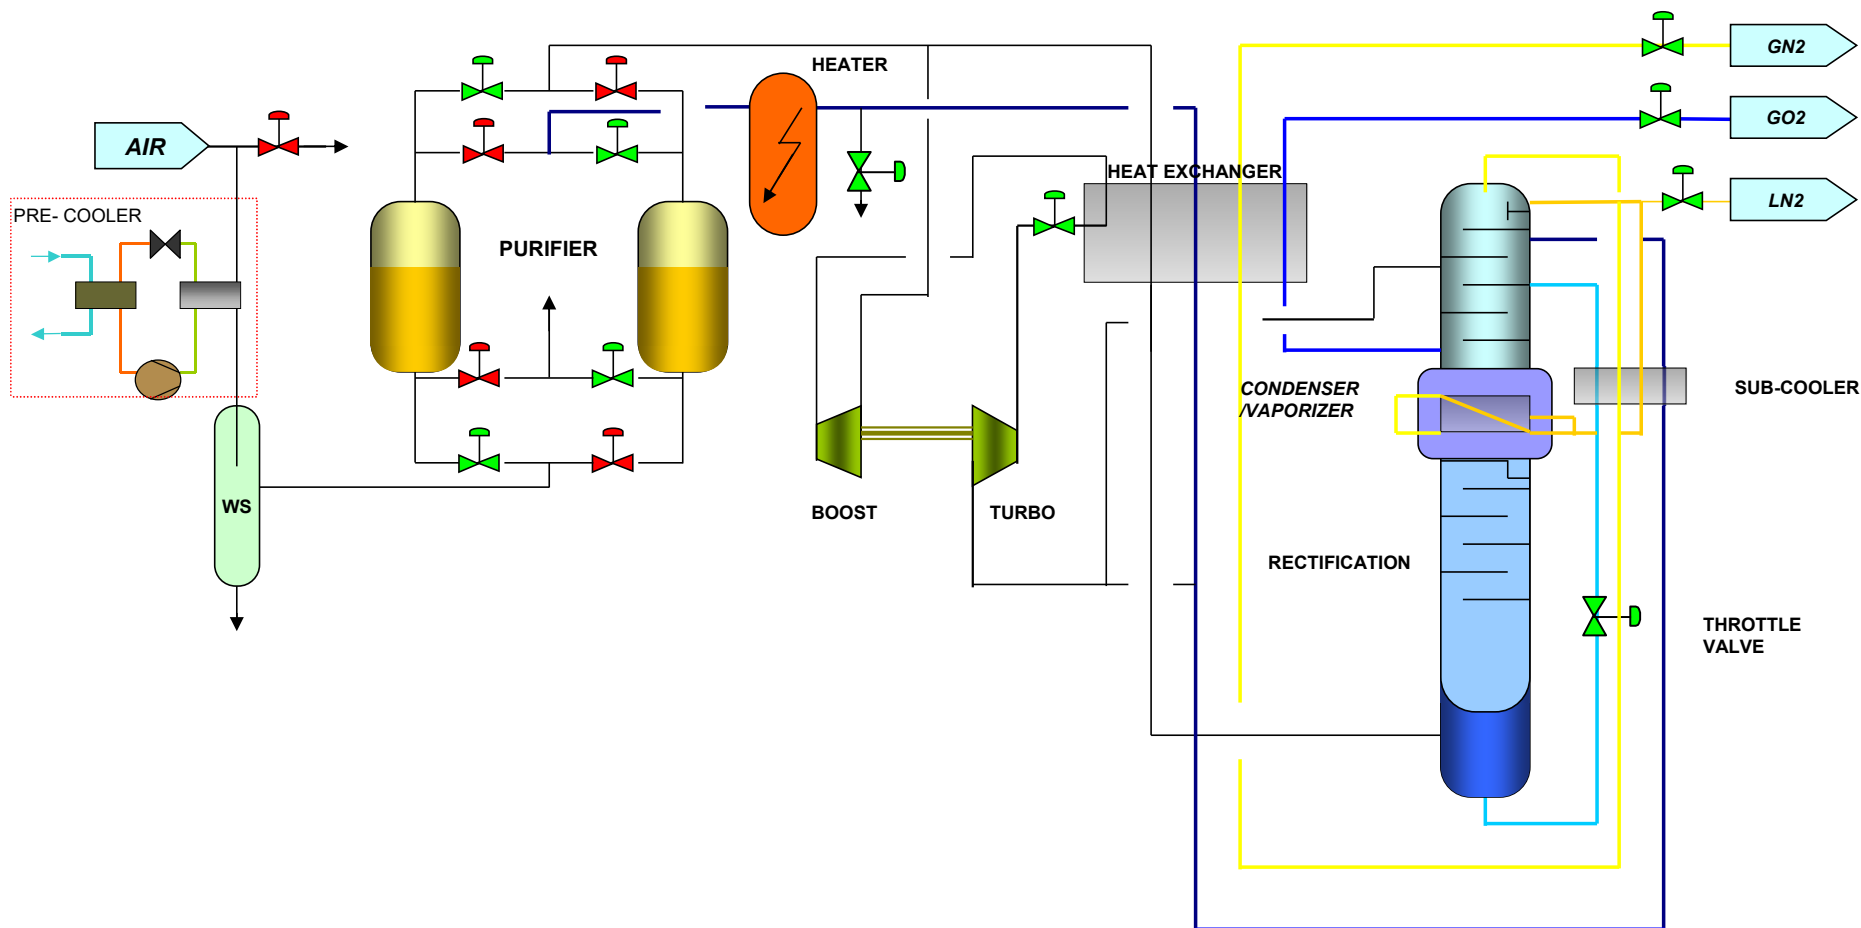 GN2
HEATER
GO2
AIR
HEAT EXCHANGER
LN2
PRE- COOLER
PURIFIER
CONDENSER
/VAPORIZER
SUB-COOLER
WS
BOOST
TURBO
RECTIFICATION
THROTTLE
VALVE